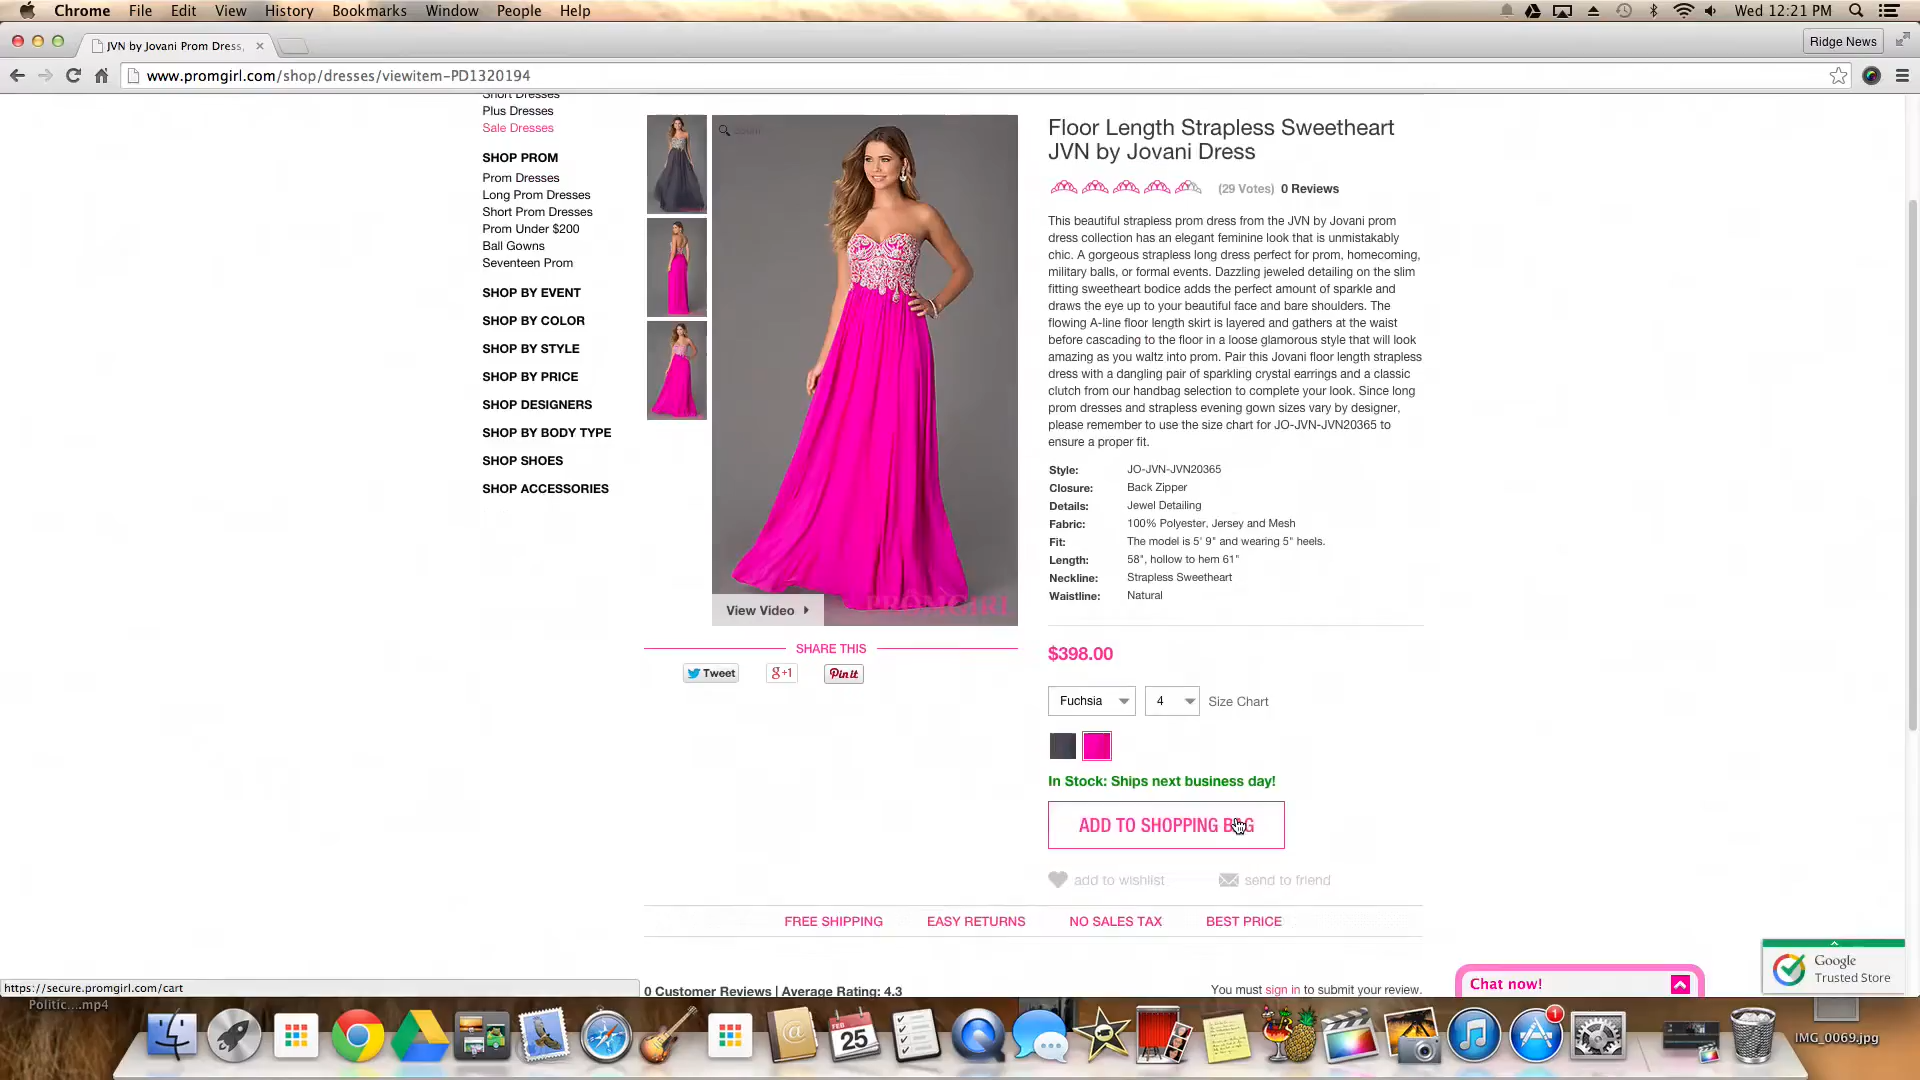 Chrome File Edit View History Bookmarks Window People Help
Wed 12:21 PM
JVN by Jovani Prom Dress,
Ridge News
www.promgirl.com/shop/dresses/viewitem-PD1320194
Short Dresses
Plus Dresses
Sale Dresses
SHOP PROM
Prom Dresses
Long Prom Dresses
Short Prom Dresses
Prom Under $200
Ball Gowns
Seventeen Prom
SHOP BY EVENT
SHOP BY COLOR
SHOP BY STYLE
SHOP BY PRICE
SHOP DESIGNERS
SHOP BY BODY TYPE
SHOP SHOES
SHOP ACCESSORIES
zoom
PROMGIRL
View Video
SHARE THIS
Tweet
g+1
Pin it
Floor Length Strapless Sweetheart
JVN by Jovani Dress
(29 Votes) 0 Reviews
This beautiful strapless prom dress from the JVN by Jovani prom
dress collection has an elegant feminine look that is unmistakably
chic. A gorgeous strapless long dress perfect for prom, homecoming,
military balls, or formal events. Dazzling jeweled detailing on the slim
fitting sweetheart bodice adds the perfect amount of sparkle and
draws the eye up to your beautiful face and bare shoulders. The
flowing A-line floor length skirt is layered and gathers at the waist
before cascading to the floor in a loose glamorous style that will look
amazing as you waltz into prom. Pair this Jovani floor length strapless
dress with a dangling pair of sparkling crystal earrings and a classic
clutch from our handbag selection to complete your look. Since long
prom dresses and strapless evening gown sizes vary by designer,
please remember to use the size chart for JO-JVN-JVN20365 to
ensure a proper fit.
Style: JO-JVN-JVN20365
Closure: Back Zipper
Details: Jewel Detailing
Fabric: 100% Polyester, Jersey and Mesh
Fit: The model is 5' 9" and wearing 5" heels.
Length: 58", hollow to hem 61"
Neckline: Strapless Sweetheart
Waistline: Natural
$398.00
Fuchsia 4 Size Chart
In Stock: Ships next business day!
ADD TO SHOPPING BAG
add to wishlist send to friend
FREE SHIPPING EASY RETURNS NO SALES TAX BEST PRICE
0 Customer Reviews | Average Rating: 4.3
You must sign in to submit your review.
Chat now!
Google
Trusted Store
https://secure.promgirl.com/cart
Politic....mp4
FEB
25
1
IMG_0069.jpg